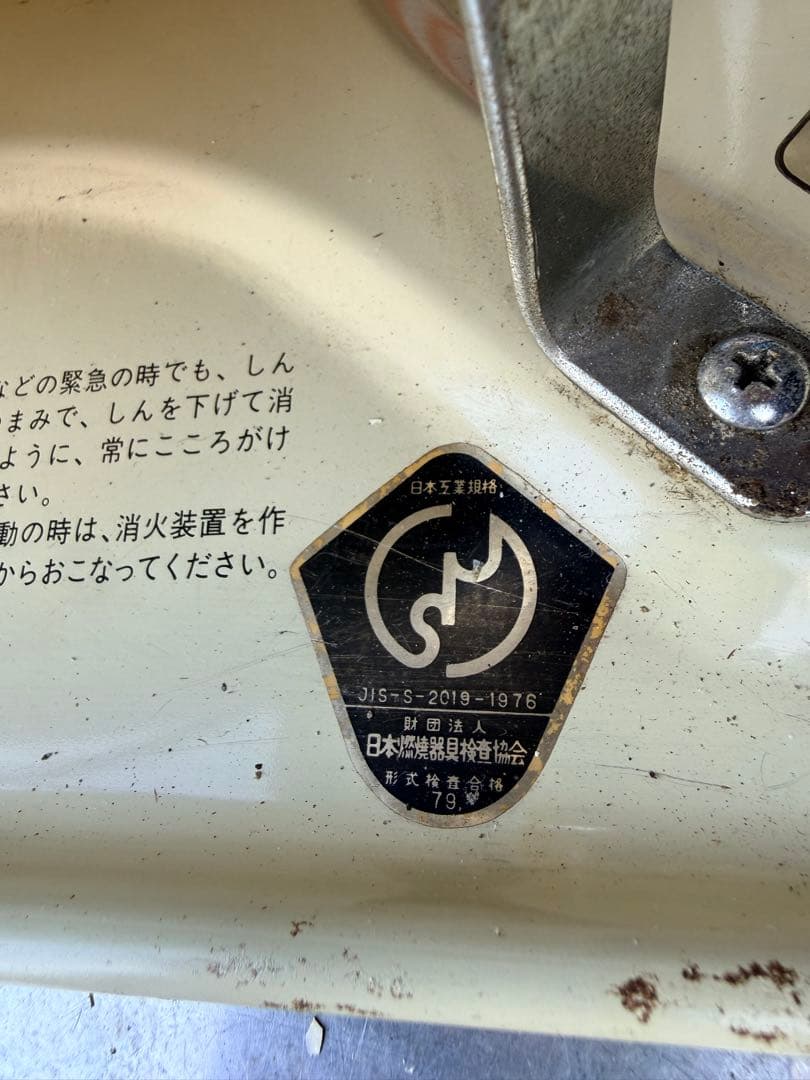 などの緊急の時でも、しん
まみで、しんを下げて消
ように、常にこころがけ
さい。
動の時は、消火装置を作
からおこなってください。
日本工業規格
JIS-S-2019-1976
財団法人
日本燃焼器具検査協会
形式検査合格
79.